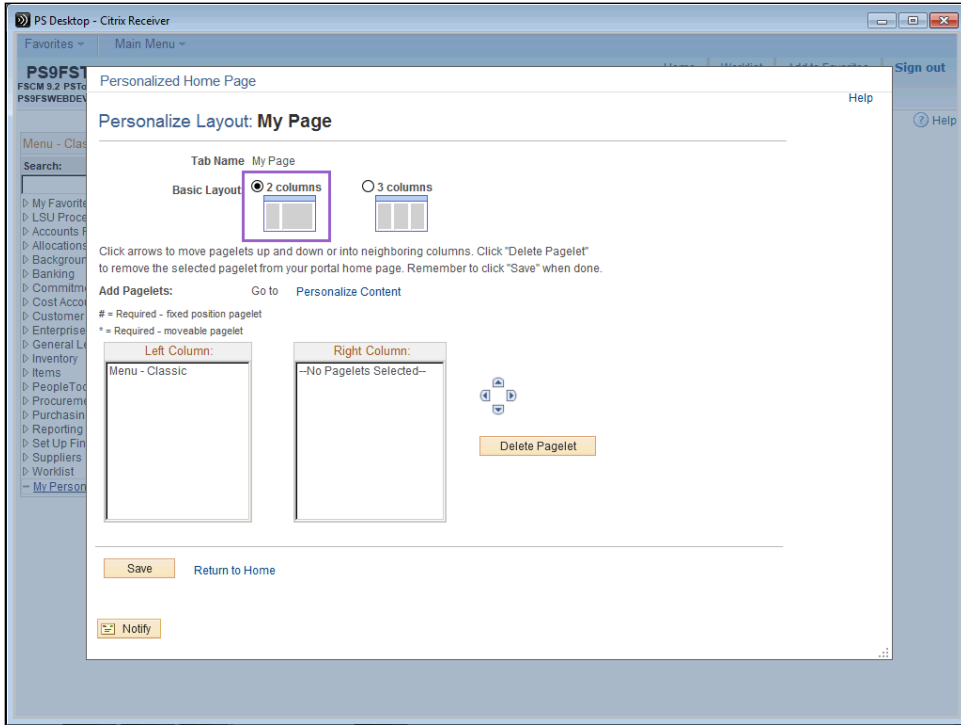 PS Desktop - Citrix Receiver
Favorites Main Menu
PS9FST
FSCM 9.2 PSTo
PS9FSWEBDEV
Home Worklist Add to Favorites Sign out
Help
Menu - Clas
Search:
My Favorite
LSU Proce
Accounts
Allocations
Backgroun
Banking
Commitm
Cost Acco
Customer
Enterprise
General Le
Inventory
Items
PeopleToo
Procureme
Purchasin
Reporting
Set Up Fin
Suppliers
Worklist
My Person
Personalized Home Page
Help
Personalize Layout: My Page
Tab Name My Page
Basic Layout: 2 columns 3 columns
Click arrows to move pagelets up and down or into neighboring columns. Click "Delete Pagelet"
to remove the selected pagelet from your portal home page. Remember to click "Save" when done.
Add Pagelets: Go to Personalize Content
# = Required - fixed position pagelet
* = Required - moveable pagelet
Left Column: Right Column:
Menu - Classic --No Pagelets Selected--
Delete Pagelet
Save Return to Home
Notify